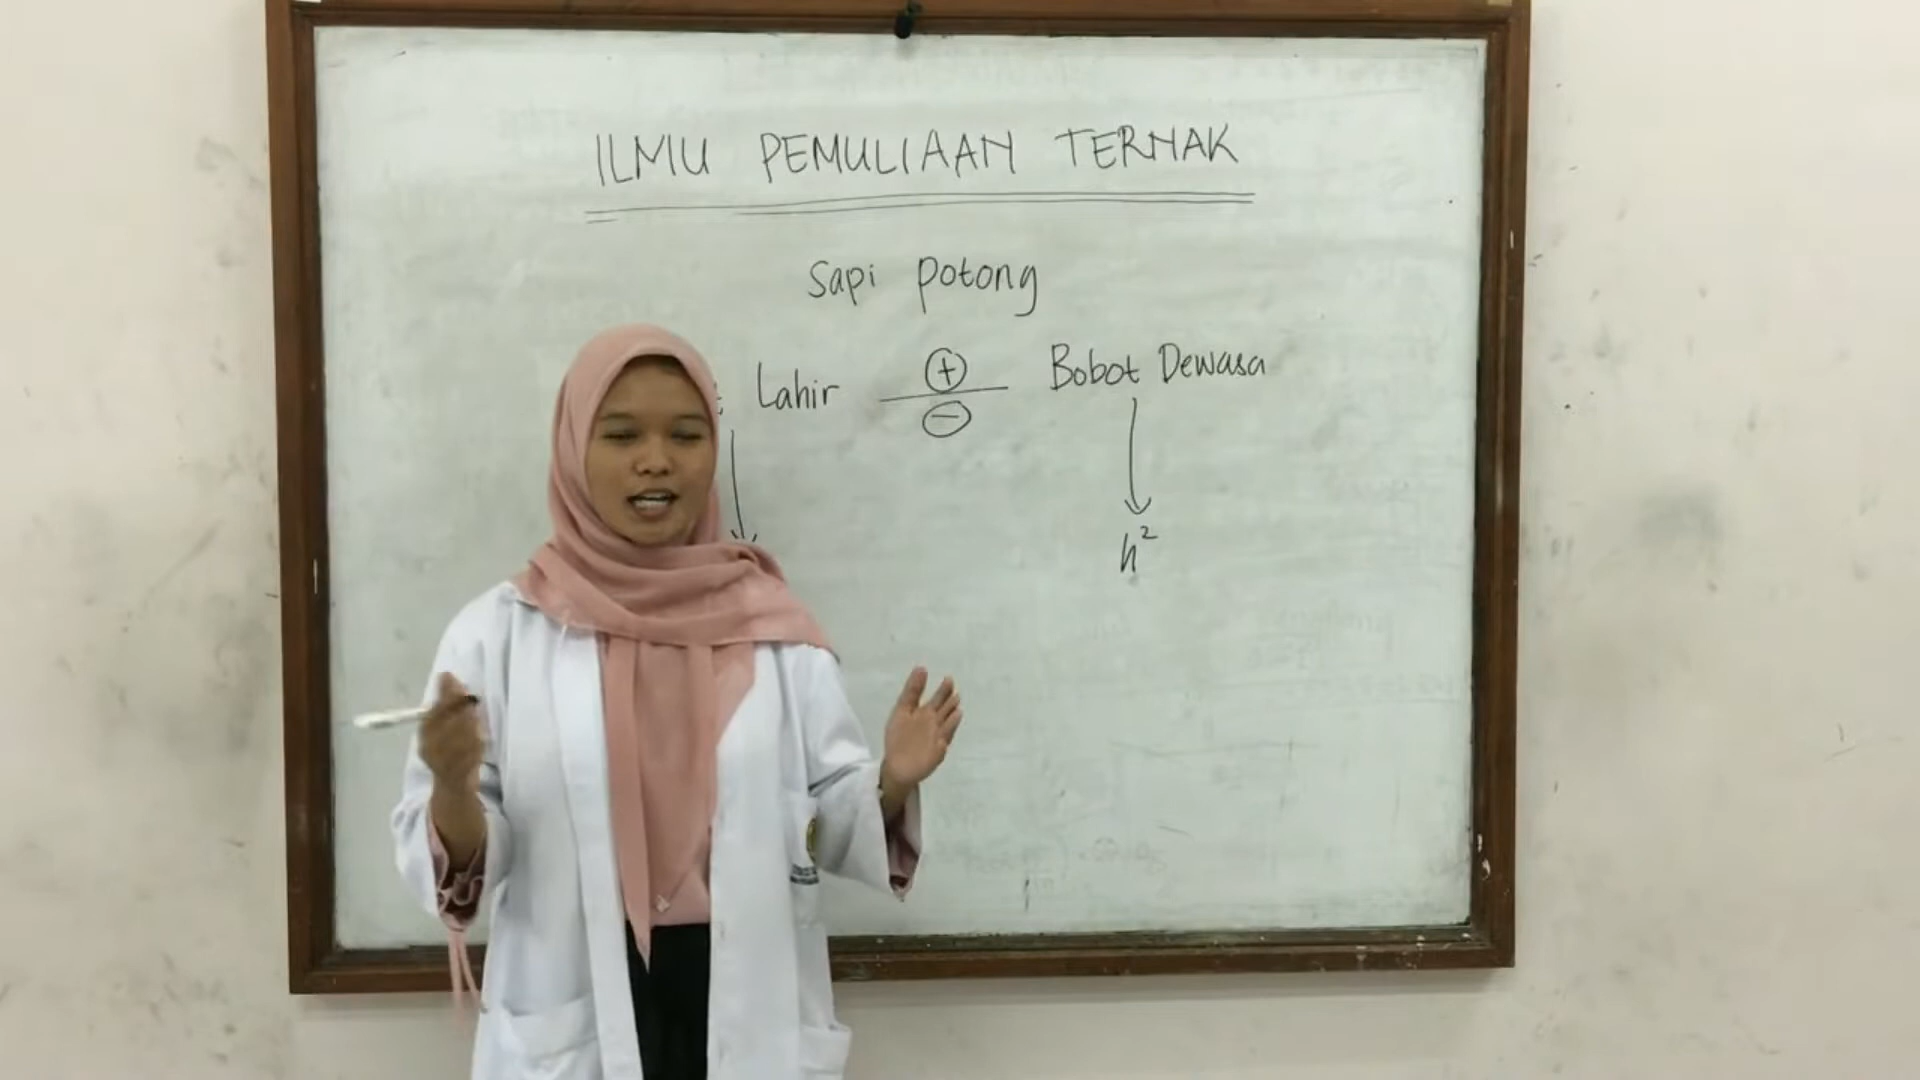 ILMU PEMULIAAN TERNAK
Sapi Potong
Lahir + Bobot Dewasa
−
h²